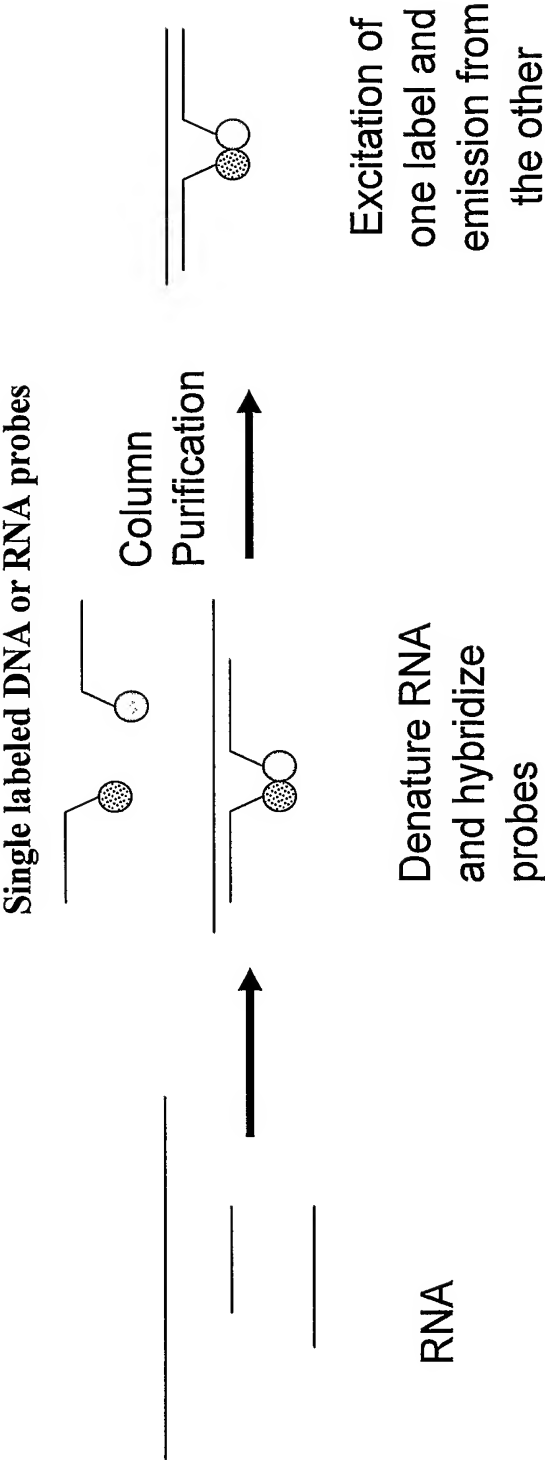 Single labeled DNA or RNA probes
RNA
Denature RNA
and hybridize
probes
Column
Purification
Excitation of
one label and
emission from
the other